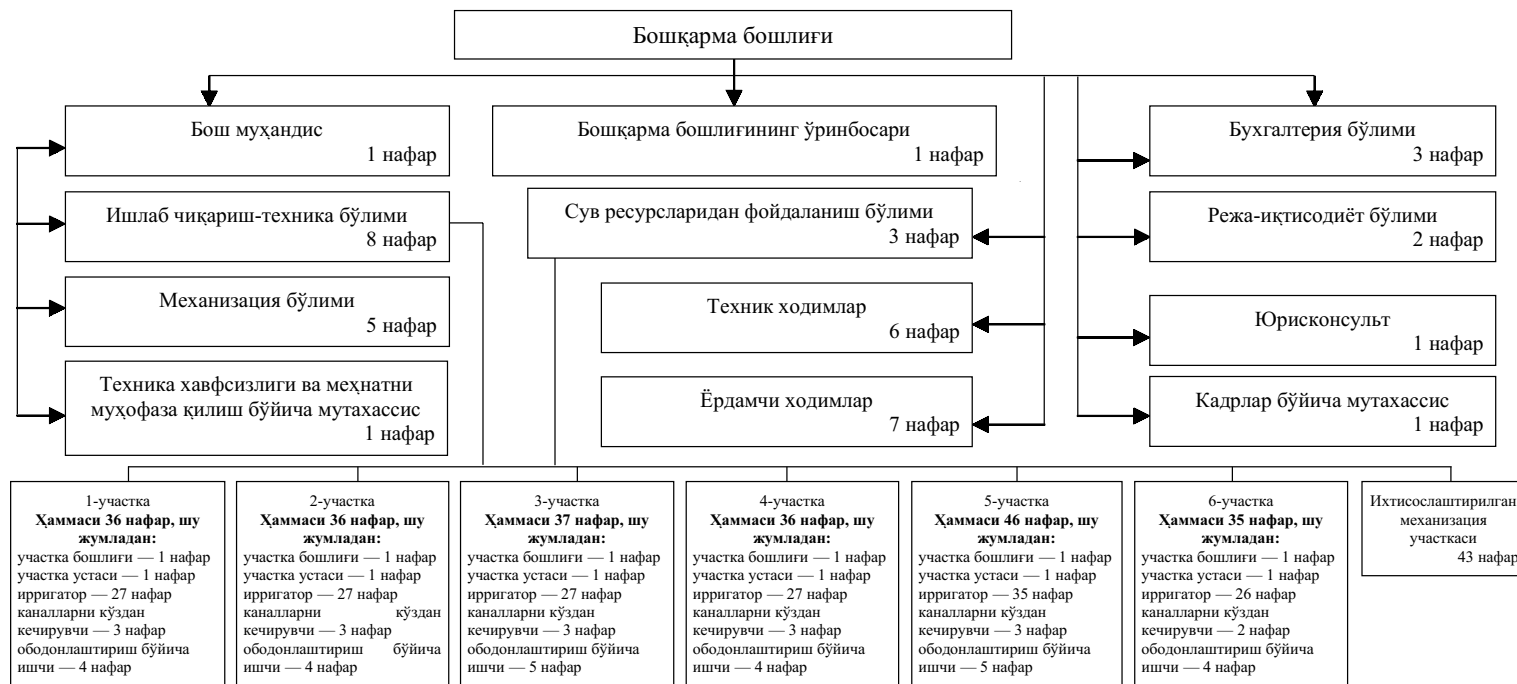 Бошқарма бошлиғи
Бош муҳандис
1 нафар
Бошқарма бошлиғининг ўринбосари
1 нафар
Бухгалтерия бўлими
3 нафар
Ишлаб чиқариш-техника бўлими
8 нафар
Сув ресурсларидан фойдаланиш бўлими
3 нафар
Режа-иқтисодиёт бўлими
2 нафар
Механизация бўлими
5 нафар
Техник ходимлар
6 нафар
Юрисконсульт
1 нафар
Техника хавфсизлиги ва меҳнатни
муҳофаза қилиш бўйича мутахассис
1 нафар
Ёрдамчи ходимлар
7 нафар
Кадрлар бўйича мутахассис
1 нафар
1-участка
Ҳаммаси 36 нафар, шу
жумладан:
участка бошлиғи — 1 нафар
участка устаси — 1 нафар
ирригатор — 27 нафар
каналларни кўздан
кечирувчи — 3 нафар
ободонлаштириш бўйича
ишчи — 4 нафар
2-участка
Ҳаммаси 36 нафар, шу
жумладан:
участка бошлиғи — 1 нафар
участка устаси — 1 нафар
ирригатор — 27 нафар
каналларни кўздан
кечирувчи — 3 нафар
ободонлаштириш бўйича
ишчи — 4 нафар
3-участка
Ҳаммаси 37 нафар, шу
жумладан:
участка бошлиғи — 1 нафар
участка устаси — 1 нафар
ирригатор — 27 нафар
каналларни кўздан
кечирувчи — 3 нафар
ободонлаштириш бўйича
ишчи — 5 нафар
4-участка
Ҳаммаси 36 нафар, шу
жумладан:
участка бошлиғи — 1 нафар
участка устаси — 1 нафар
ирригатор — 27 нафар
каналларни кўздан
кечирувчи — 3 нафар
ободонлаштириш бўйича
ишчи — 4 нафар
5-участка
Ҳаммаси 46 нафар, шу
жумладан:
участка бошлиғи — 1 нафар
участка устаси — 1 нафар
ирригатор — 35 нафар
каналларни кўздан
кечирувчи — 3 нафар
ободонлаштириш бўйича
ишчи — 5 нафар
6-участка
Ҳаммаси 35 нафар, шу
жумладан:
участка бошлиғи — 1 нафар
участка устаси — 1 нафар
ирригатор — 26 нафар
каналларни кўздан
кечирувчи — 2 нафар
ободонлаштириш бўйича
ишчи — 4 нафар
Ихтисослаштирилган
механизация
участкаси
43 нафар